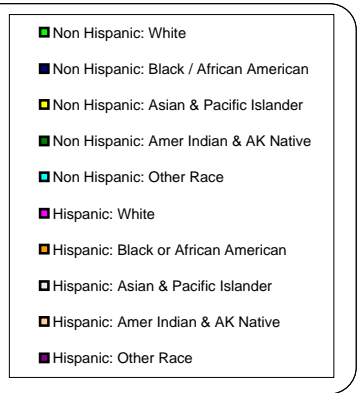 Non Hispanic: White
Non Hispanic: Black / African American
Non Hispanic: Asian & Pacific Islander
Non Hispanic: Amer Indian & AK Native
Non Hispanic: Other Race
Hispanic: White
Hispanic: Black or African American
Hispanic: Asian & Pacific Islander
Hispanic: Amer Indian & AK Native
Hispanic: Other Race